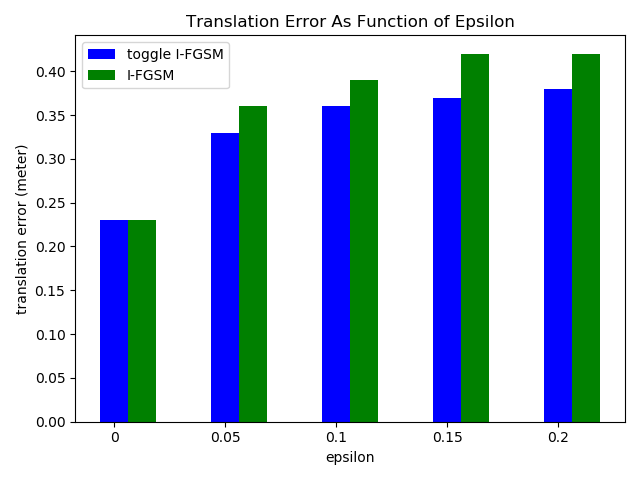 Translation Error As Function of Epsilon
toggle I-FGSM
I-FGSM
translation error (meter)
0.40
0.35
0.30
0.25
0.20
0.15
0.10
0.05
0.00
0 0.05 0.1 0.15 0.2
epsilon